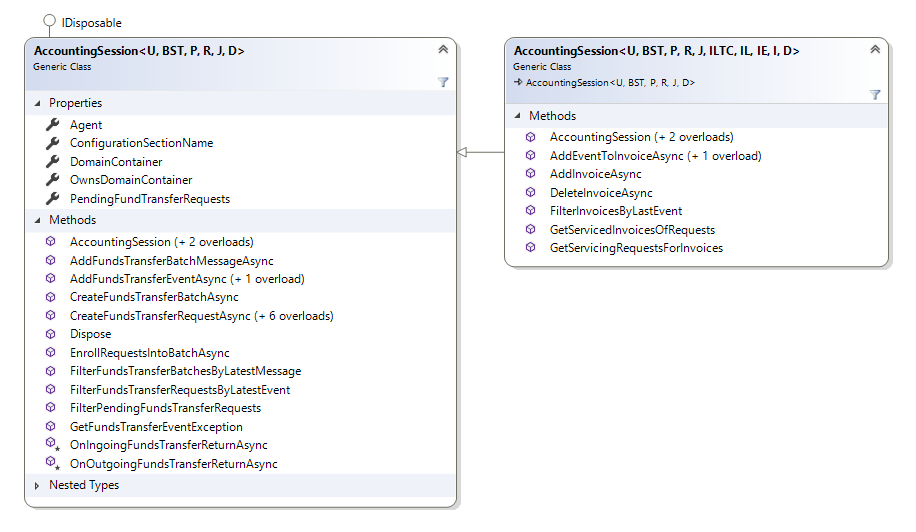 IDisposable
AccountingSession<U, BST, P, R, J, D>
Generic Class
Properties
Agent
ConfigurationSectionName
DomainContainer
OwnsDomainContainer
PendingFundTransferRequests
Methods
AccountingSession (+ 2 overloads)
AddFundsTransferBatchMessageAsync
AddFundsTransferEventAsync (+ 1 overload)
CreateFundsTransferBatchAsync
CreateFundsTransferRequestAsync (+ 6 overloads)
Dispose
EnrollRequestsIntoBatchAsync
FilterFundsTransferBatchesByLatestMessage
FilterFundsTransferRequestsByLatestEvent
FilterPendingFundsTransferRequests
GetFundsTransferEventException
OnIngoingFundsTransferReturnAsync
OnOutgoingFundsTransferReturnAsync
Nested Types
AccountingSession<U, BST, P, R, J, ILTC, IL, IE, I, D>
Generic Class
AccountingSession<U, BST, P, R, J, D>
Methods
AccountingSession (+ 2 overloads)
AddEventToInvoiceAsync (+ 1 overload)
AddInvoiceAsync
DeleteInvoiceAsync
FilterInvoicesByLastEvent
GetServicedInvoicesOfRequests
GetServicingRequestsForInvoices